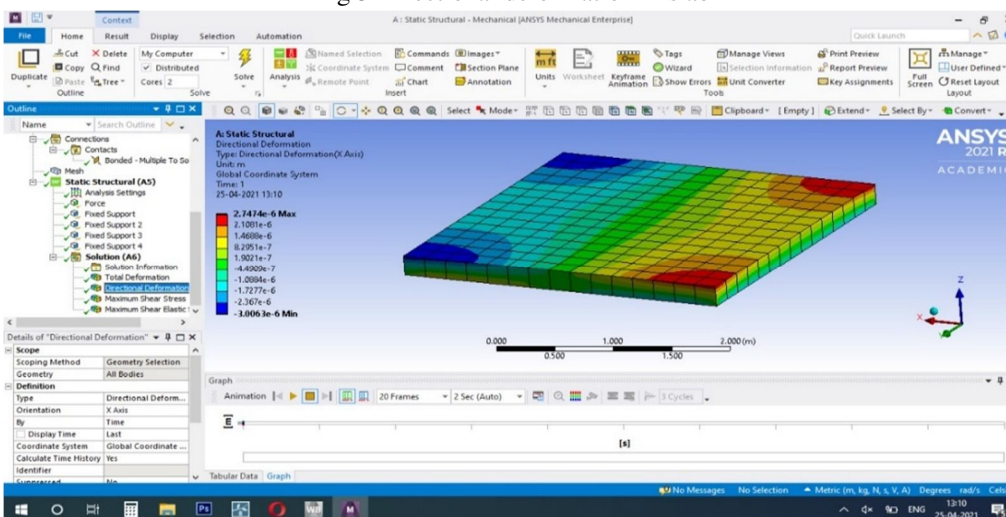 A : Static Structural - Mechanical [ANSYS Mechanical Enterprise]
Context
File Home Result Display Selection Automation
Quick Launch
Duplicate
Cut
Copy
Paste
Delete
Find
Tree
Outline
My Computer
Distributed
Cores 2
Solve
Solve
Analysis
Named Selection
Coordinate System
Remote Point
Commands
Comment
Chart
Images
Section Plane
Annotation
Insert
Units
Worksheet
Keyframe Animation
Tags
Wizard
Show Errors
Manage Views
Selection Information
Unit Converter
Print Preview
Report Preview
Key Assignments
Tools
Full Screen
Manage
User Defined
Reset Layout
Layout
Outline
Name
Search Outline
Select Mode
Clipboard [ Empty ] Extend Select By Convert
Connections
Contacts
Bonded - Multiple To So
Mesh
Static Structural (A5)
Analysis Settings
Force
Fixed Support
Fixed Support 2
Fixed Support 3
Fixed Support 4
Solution (A6)
Solution Information
Total Deformation
Directional Deformation
Maximum Shear Stress
Maximum Shear Elastic S
A: Static Structural
Directional Deformation
Type: Directional Deformation(X Axis)
Unit: m
Global Coordinate System
Time: 1
25-04-2021 13:10
2.7474e-6 Max
2.1081e-6
1.4688e-6
8.2951e-7
1.9021e-7
-4.4909e-7
-1.0884e-6
-1.7277e-6
-2.367e-6
-3.0063e-6 Min
ANSYS
2021 R
ACADEMIC
Z
X
Y
0.000 1.000 2.000 (m)
0.500 1.500
Details of "Directional Deformation"
Scope
Scoping Method Geometry Selection
Geometry All Bodies
Definition
Type Directional Deform...
Orientation X Axis
By Time
Display Time Last
Coordinate System Global Coordinate ...
Calculate Time History Yes
Identifier
Suppressed No
Graph
Animation 20 Frames 2 Sec (Auto) 3 Cycles
[s]
Tabular Data Graph
No Messages No Selection Metric (m, kg, N, s, V, A) Degrees rad/s Cels
Ps
M
ENG
13:10
25-04-2021